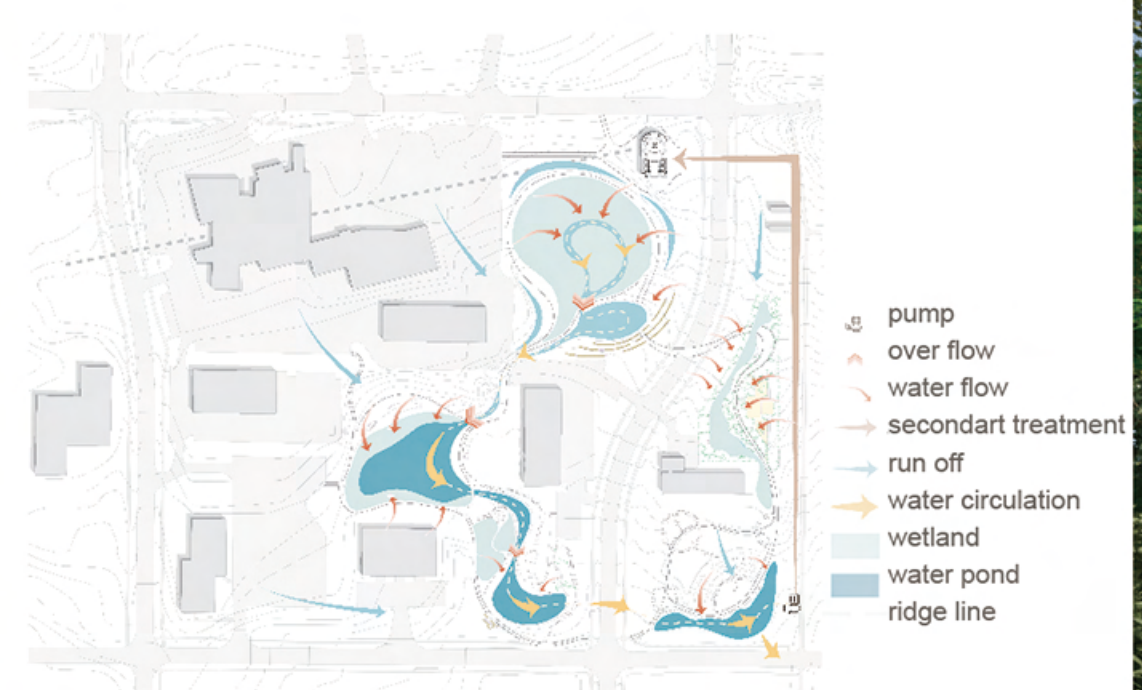 pump
over flow
water flow
secondart treatment
run off
water circulation
wetland
water pond
ridge line